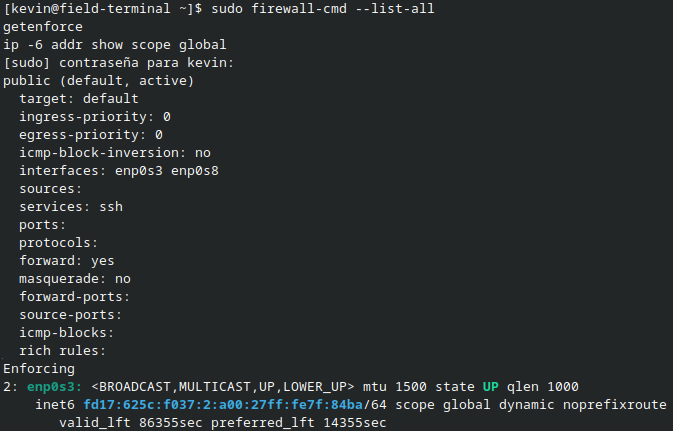 [kevin@field-terminal ~]$ sudo firewall-cmd --list-all
getenforce
ip -6 addr show scope global
[sudo] contraseña para kevin:
public (default, active)
  target: default
  ingress-priority: 0
  egress-priority: 0
  icmp-block-inversion: no
  interfaces: enp0s3 enp0s8
  sources:
  services: ssh
  ports:
  protocols:
  forward: yes
  masquerade: no
  forward-ports:
  source-ports:
  icmp-blocks:
  rich rules:
Enforcing
2: enp0s3: <BROADCAST,MULTICAST,UP,LOWER_UP> mtu 1500 state UP qlen 1000
    inet6 fd17:625c:f037:2:a00:27ff:fe7f:84ba/64 scope global dynamic noprefixroute
       valid_lft 86355sec preferred_lft 14355sec